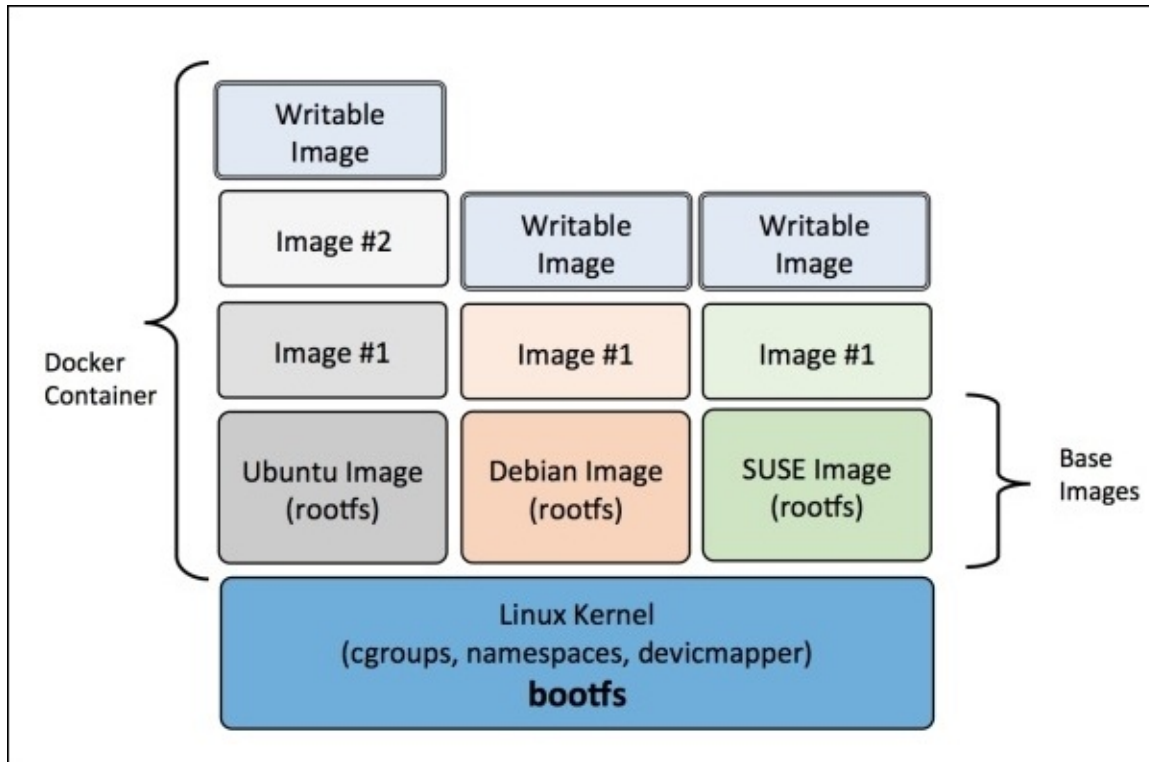 Writable
Image
Image #2
Writable
Image
Writable
Image
Image #1
Image #1
Image #1
Docker
Container
Ubuntu Image
(rootfs)
Debian Image
(rootfs)
SUSE Image
(rootfs)
Base
Images
Linux Kernel
(cgroups, namespaces, devicmapper)
bootfs